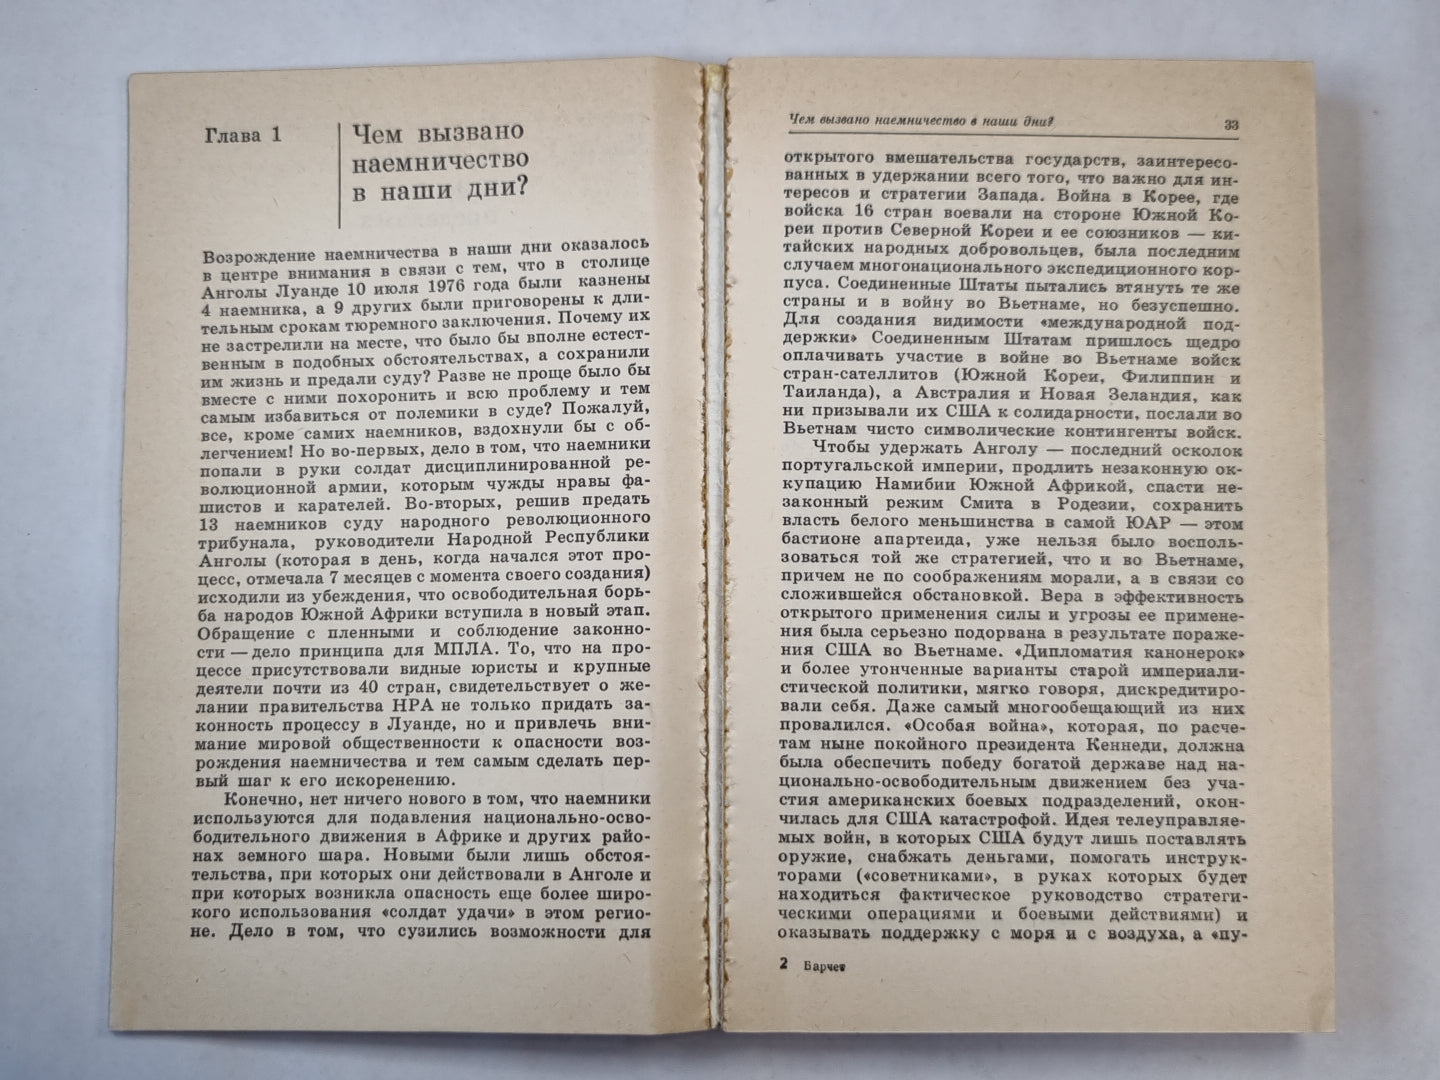 Глава 1
Чем вызвано
наемничество
в наши дни?
Возрождение наемничества в наши дни оказалось
в центре внимания в связи с тем, что в столице
Анголы Луанде 10 июля 1976 года были казнены
4 наемника, а 9 других были приговорены к дли-
тельным срокам тюремного заключения. Почему их
не застрелили на месте, что было бы вполне естест-
венным в подобных обстоятельствах, а сохранили
им жизнь и предали суду? Разве не проще было бы
вместе с ними похоронить и всю проблему и тем
самым избавиться от полемики в суде? Пожалуй,
все, кроме самих наемников, вздохнули бы с об-
легчением! Но во-первых, дело в том, что наемники
попали в руки солдат дисциплинированной ре-
волюционной армии, которым чужды нравы фа-
шистов и карателей. Во-вторых, решив предать
13 наемников суду народного революционного
трибунала, руководители Народной Республики
Анголы (которая в день, когда начался этот про-
цесс, отмечала 7 месяцев с момента своего создания)
исходили из убеждения, что освободительная борь-
ба народов Южной Африки вступила в новый этап.
Обращение с пленными и соблюдение законно-
сти — дело принципа для МПЛА. То, что на про-
цессе присутствовали видные юристы и крупные
деятели почти из 40 стран, свидетельствует о же-
лании правительства НРА не только придать за-
конность процессу в Луанде, но и привлечь вни-
мание мировой общественности к опасности воз-
рождения наемничества и тем самым сделать пер-
вый шаг к его искоренению.
Конечно, нет ничего нового в том, что наемники
используются для подавления национально-осво-
бодительного движения в Африке и других райо-
нах земного шара. Новыми были лишь обстоя-
тельства, при которых они действовали в Анголе и
при которых возникла опасность еще более широ-
кого использования «солдат удачи» в этом регио-
не. Дело в том, что сузились возможности для
Чем вызвано наемничество в наши дни? 33
открытого вмешательства государств, заинтересо-
ванных в удержании всего того, что важно для ин-
тересов и стратегии Запада. Война в Корее, где
войска 16 стран воевали на стороне Южной Ко-
реи против Северной Кореи и ее союзников — ки-
тайских народных добровольцев, была последним
случаем многонационального экспедиционного кор-
пуса. Соединенные Штаты пытались втянуть те же
страны и в войну во Вьетнаме, но безуспешно.
Для создания видимости «международной под-
держки» Соединенным Штатам пришлось щедро
оплачивать участие в войне во Вьетнаме войск
стран-сателлитов (Южной Кореи, Филиппин и
Таиланда), а Австралия и Новая Зеландия, как
ни призывали их США к солидарности, послали во
Вьетнам чисто символические контингенты войск.
Чтобы удержать Анголу — последний осколок
португальской империи, продлить незаконную ок-
купацию Намибии Южной Африкой, спасти не-
законный режим Смита в Родезии, сохранить
власть белого меньшинства в самой ЮАР — этом
бастионе апартеида, уже нельзя было восполь-
зоваться той же стратегией, что и во Вьетнаме,
причем не по соображениям морали, а в связи со
сложившейся обстановкой. Вера в эффективность
открытого применения силы и угрозы ее примене-
ния была серьезно подорвана в результате пораже-
ния США во Вьетнаме. «Дипломатия канонерок»
и более утонченные варианты старой империали-
стической политики, мягко говоря, дискредитиро-
вали себя. Даже самый многообещающий из них
провалился. «Особая война», которая, по расче-
там ныне покойного президента Кеннеди, должна
была обеспечить победу богатой державе над на-
ционально-освободительным движением без уча-
стия американских боевых подразделений, окон-
чилась для США катастрофой. Идея телеуправляе-
мых войн, в которых США будут лишь поставлять
оружие, снабжать деньгами, помогать инструк-
торами («советниками», в руках которых будет
находиться фактическое руководство стратеги-
ческими операциями и боевыми действиями) и
оказывать поддержку с моря и с воздуха, а «пу-
2 Барчет